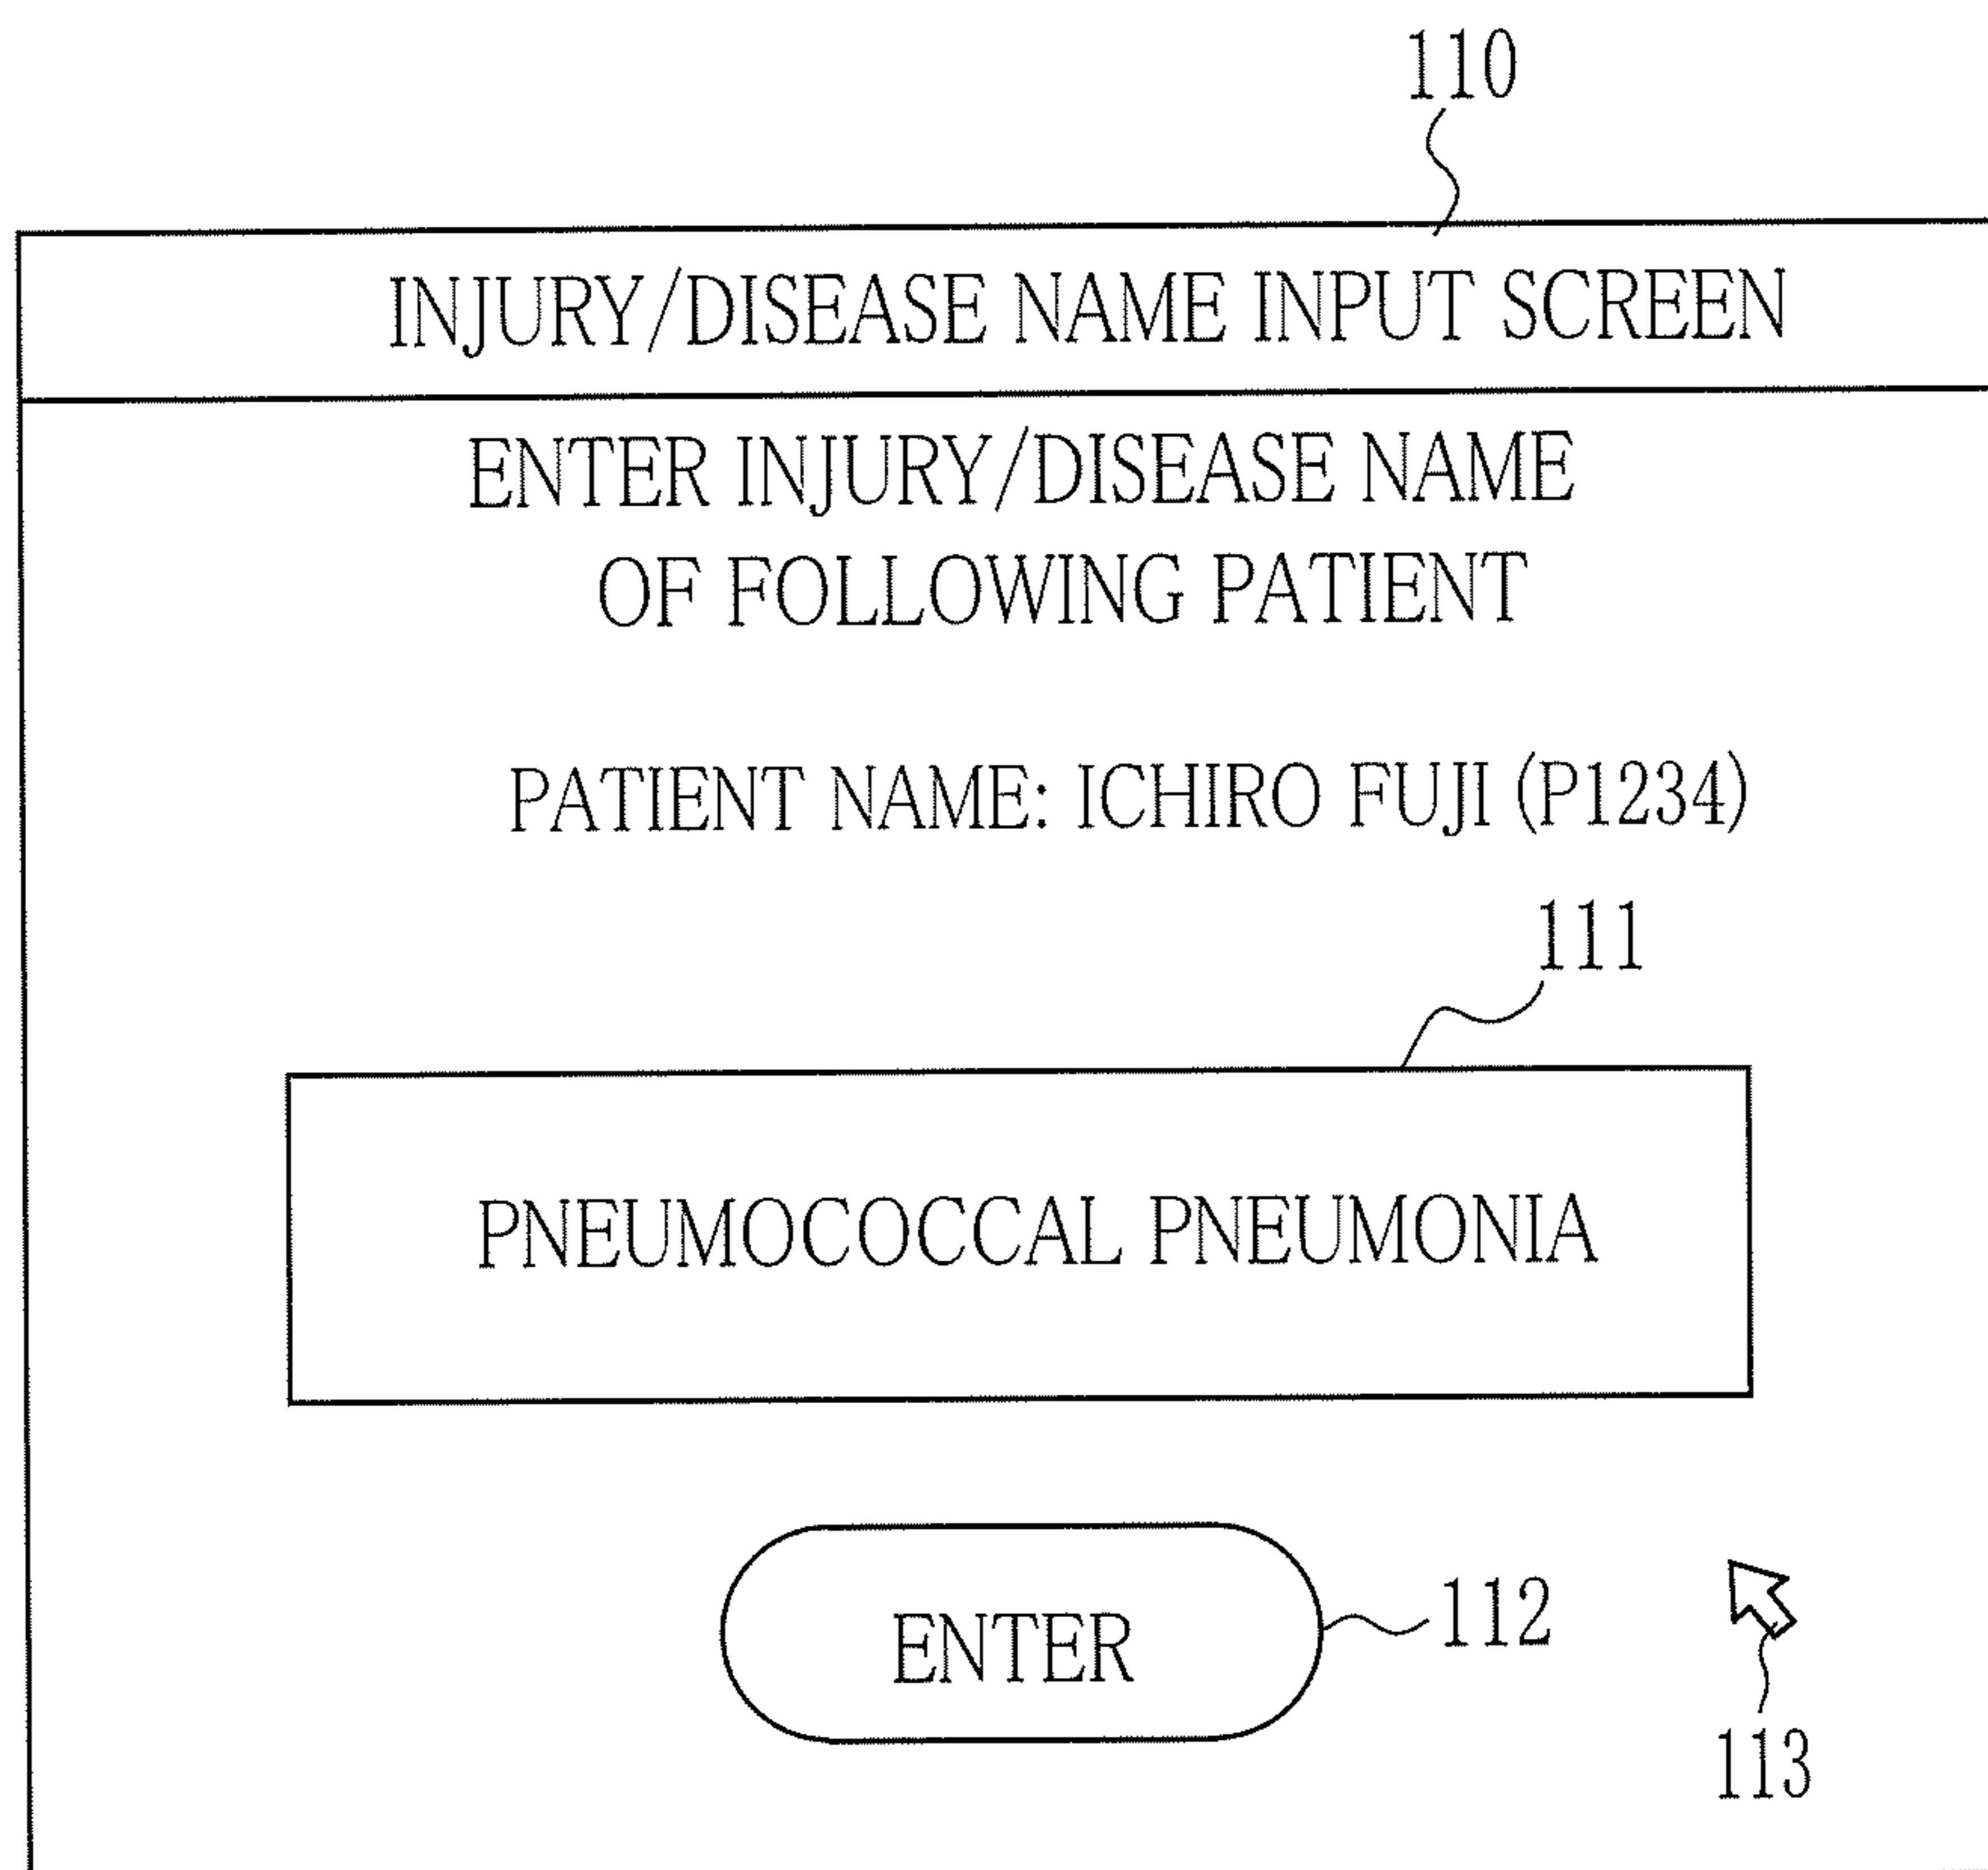 110
INJURY/DISEASE NAME INPUT SCREEN
ENTER INJURY/DISEASE NAME
OF FOLLOWING PATIENT
PATIENT NAME: ICHIRO FUJI (P1234)
111
PNEUMOCOCCAL PNEUMONIA
ENTER
112
113